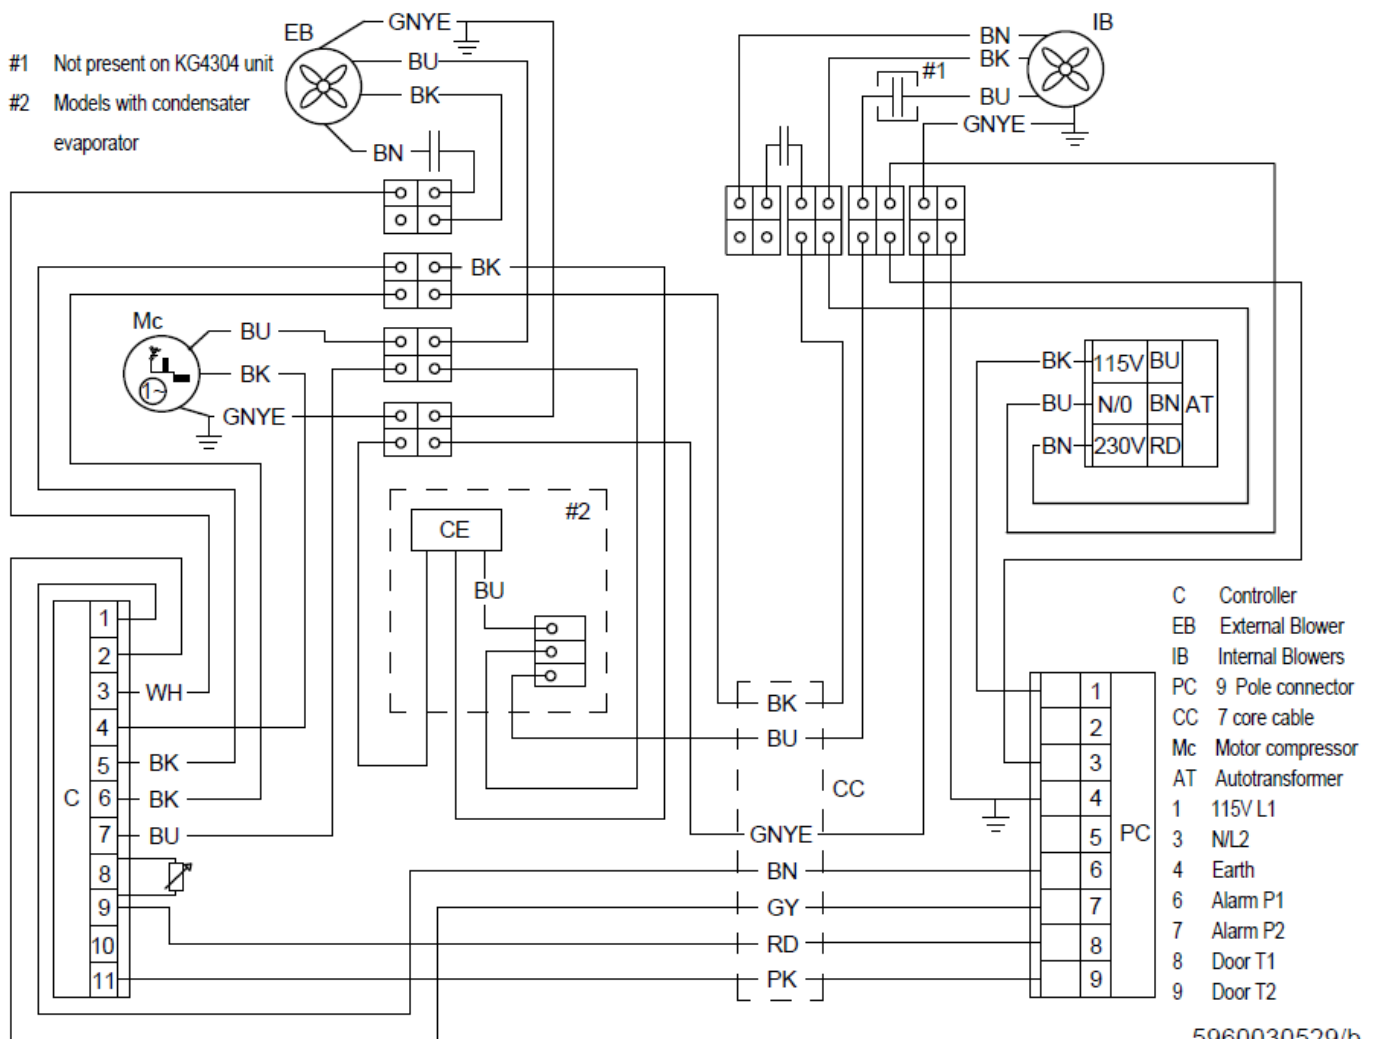 EB
GNYE
BU
BK
BN
#1 Not present on KG4304 unit
#2 Models with condensater
evaporator
IB
BN
BK
#1
BU
GNYE
BK
Mc
BU
BK
1~
GNYE
BK 115V BU
BU N/0 BN AT
BN 230V RD
#2
CE
BU
C
1
2
3 WH
4
5 BK
6 BK
7 BU
8
9
10
11
BK
BU
CC
GNYE
BN
GY
RD
PK
PC
1
2
3
4
5
6
7
8
9
C Controller
EB External Blower
IB Internal Blowers
PC 9 Pole connector
CC 7 core cable
Mc Motor compressor
AT Autotransformer
1 115V L1
3 N/L2
4 Earth
6 Alarm P1
7 Alarm P2
8 Door T1
9 Door T2
5960030529/b